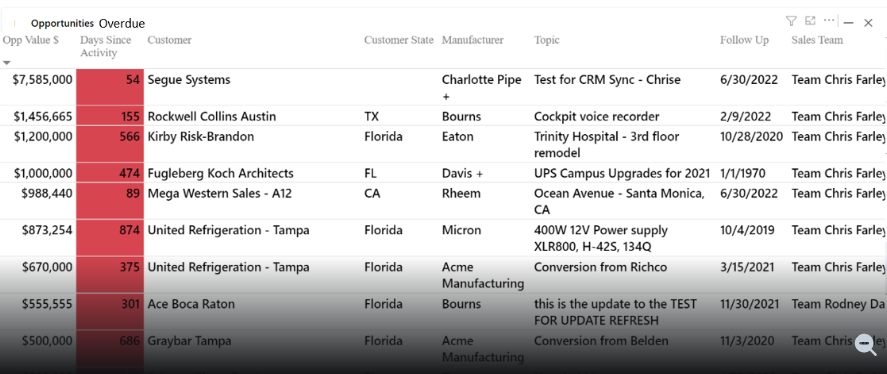 Opportunities Overdue
Opp Value $ Days Since Activity Customer Customer State Manufacturer Topic Follow Up Sales Team
$7,585,000 54 Segue Systems Charlotte Pipe + Test for CRM Sync - Chrise 6/30/2022 Team Chris Farley
$1,456,665 155 Rockwell Collins Austin TX Bourns Cockpit voice recorder 2/9/2022 Team Chris Farley
$1,200,000 566 Kirby Risk-Brandon Florida Eaton Trinity Hospital - 3rd floor remodel 10/28/2020 Team Chris Farley
$1,000,000 474 Fugleberg Koch Architects FL Davis + UPS Campus Upgrades for 2021 1/1/1970 Team Chris Farley
$988,440 89 Mega Western Sales - A12 CA Rheem Ocean Avenue - Santa Monica, CA 6/30/2022 Team Chris Farley
$873,254 874 United Refrigeration - Tampa Florida Micron 400W 12V Power supply XLR800, H-42S, 134Q 10/4/2019 Team Chris Farley
$670,000 375 United Refrigeration - Tampa Florida Acme Manufacturing Conversion from Richco 3/15/2021 Team Chris Farley
$555,555 301 Ace Boca Raton Florida Bourns this is the update to the TEST FOR UPDATE REFRESH 11/30/2021 Team Rodney Da
$500,000 686 Graybar Tampa Florida Acme Manufacturing Conversion from Belden 11/3/2020 Team Chris Farley